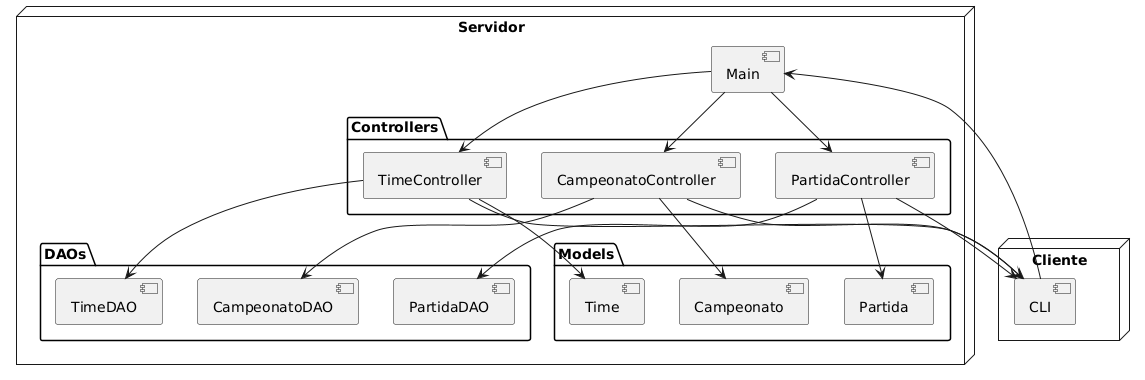 Servidor
Main
Controllers
TimeController
CampeonatoController
PartidaController
DAOs
TimeDAO
CampeonatoDAO
PartidaDAO
Models
Time
Campeonato
Partida
Cliente
CLI